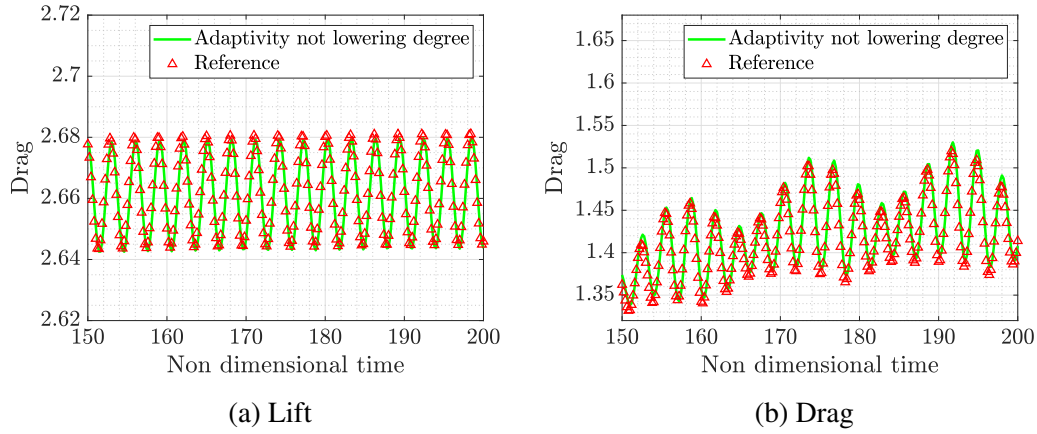 2.72
2.7
2.68
2.66
2.64
2.62
Drag
Adaptivity not lowering degree
Reference
150 160 170 180 190 200
Non dimensional time
(a) Lift
1.65
1.6
1.55
1.5
1.45
1.4
1.35
Drag
Adaptivity not lowering degree
Reference
150 160 170 180 190 200
Non dimensional time
(b) Drag